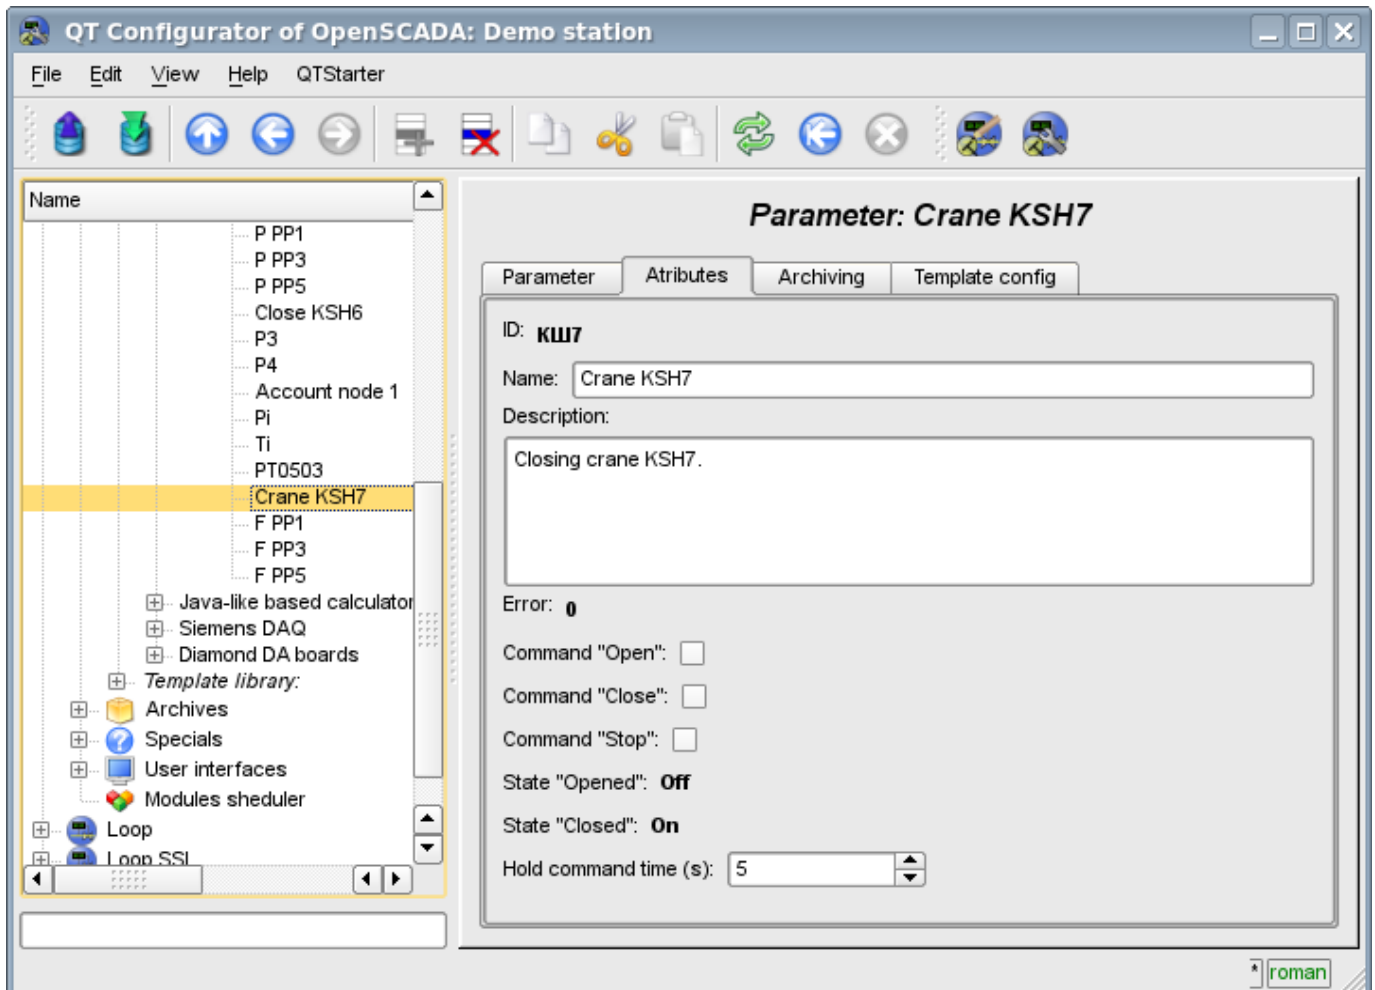 QT Configurator of OpenSCADA: Demo station
File Edit View Help QTStarter
Name
P PP1
P PP3
P PP5
Close KSH6
P3
P4
Account node 1
Pi
Ti
PT0503
Crane KSH7
F PP1
F PP3
F PP5
Java-like based calculator
Siemens DAQ
Diamond DA boards
Template library:
Archives
Specials
User interfaces
Modules sheduler
Loop
Loop SSL
Parameter: Crane KSH7
Parameter Atributes Archiving Template config
ID: КШ7
Name: Crane KSH7
Description:
Closing crane KSH7.
Error: 0
Command "Open":
Command "Close":
Command "Stop":
State "Opened": Off
State "Closed": On
Hold command time (s): 5
* roman